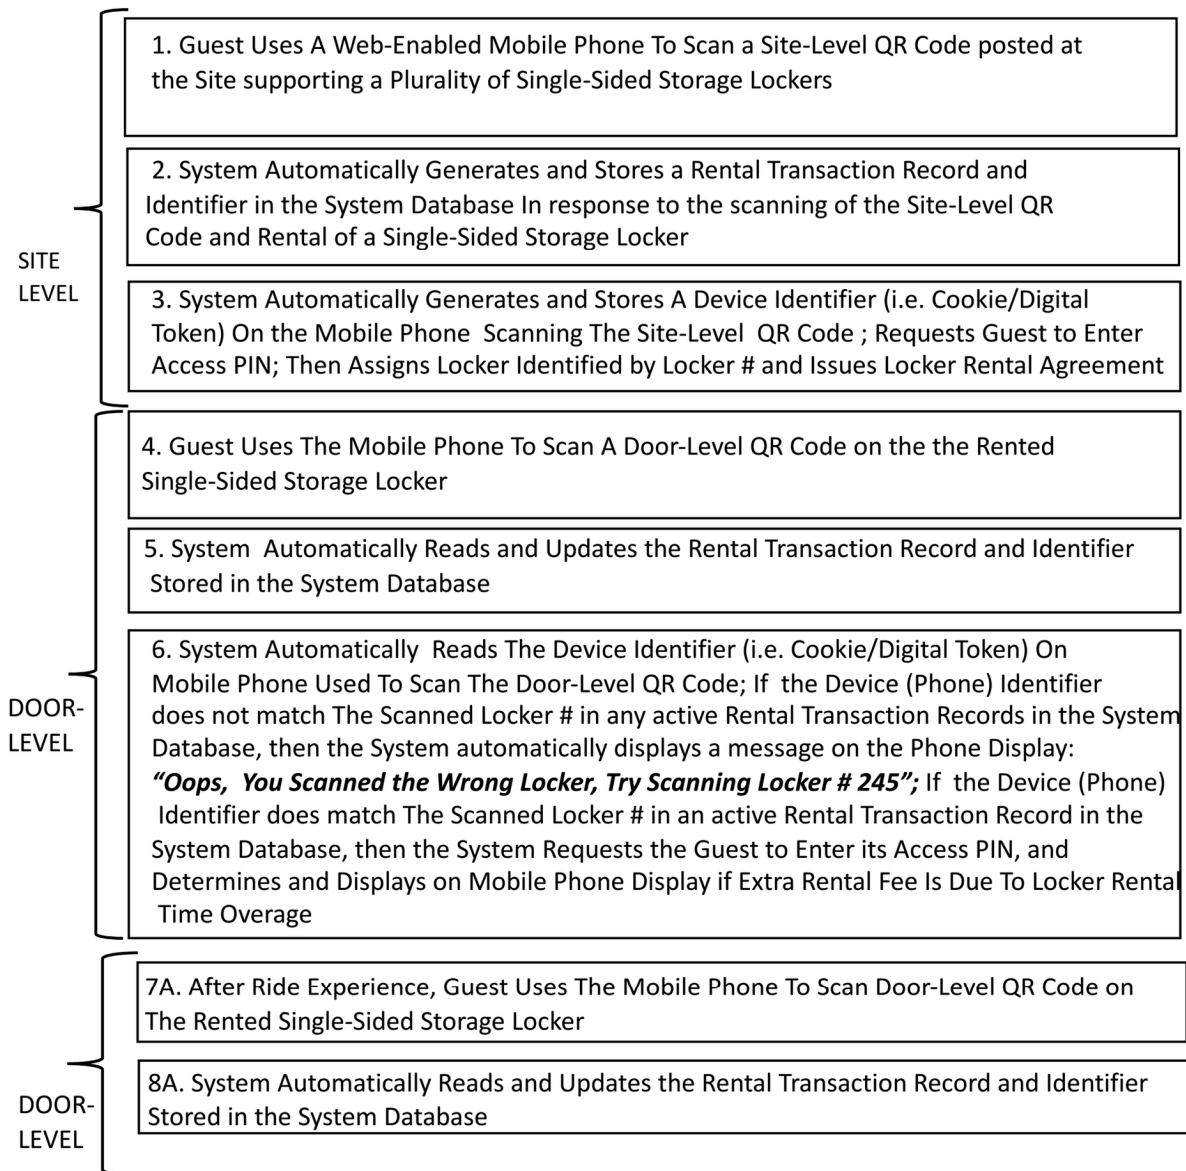 1. Guest Uses A Web-Enabled Mobile Phone To Scan a Site-Level QR Code posted at
the Site supporting a Plurality of Single-Sided Storage Lockers
2. System Automatically Generates and Stores a Rental Transaction Record and
Identifier in the System Database In response to the scanning of the Site-Level QR
Code and Rental of a Single-Sided Storage Locker
SITE
LEVEL
3. System Automatically Generates and Stores A Device Identifier (i.e. Cookie/Digital
Token) On the Mobile Phone Scanning The Site-Level QR Code ; Requests Guest to Enter
Access PIN; Then Assigns Locker Identified by Locker # and Issues Locker Rental Agreement
4. Guest Uses The Mobile Phone To Scan A Door-Level QR Code on the the Rented
Single-Sided Storage Locker
5. System Automatically Reads and Updates the Rental Transaction Record and Identifier
Stored in the System Database
DOOR-
LEVEL
6. System Automatically Reads The Device Identifier (i.e. Cookie/Digital Token) On
Mobile Phone Used To Scan The Door-Level QR Code; If the Device (Phone) Identifier
does not match The Scanned Locker # in any active Rental Transaction Records in the System
Database, then the System automatically displays a message on the Phone Display:
“Oops, You Scanned the Wrong Locker, Try Scanning Locker # 245”; If the Device (Phone)
Identifier does match The Scanned Locker # in an active Rental Transaction Record in the
System Database, then the System Requests the Guest to Enter its Access PIN, and
Determines and Displays on Mobile Phone Display if Extra Rental Fee Is Due To Locker Rental
Time Overage
7A. After Ride Experience, Guest Uses The Mobile Phone To Scan Door-Level QR Code on
The Rented Single-Sided Storage Locker
8A. System Automatically Reads and Updates the Rental Transaction Record and Identifier
Stored in the System Database
DOOR-
LEVEL